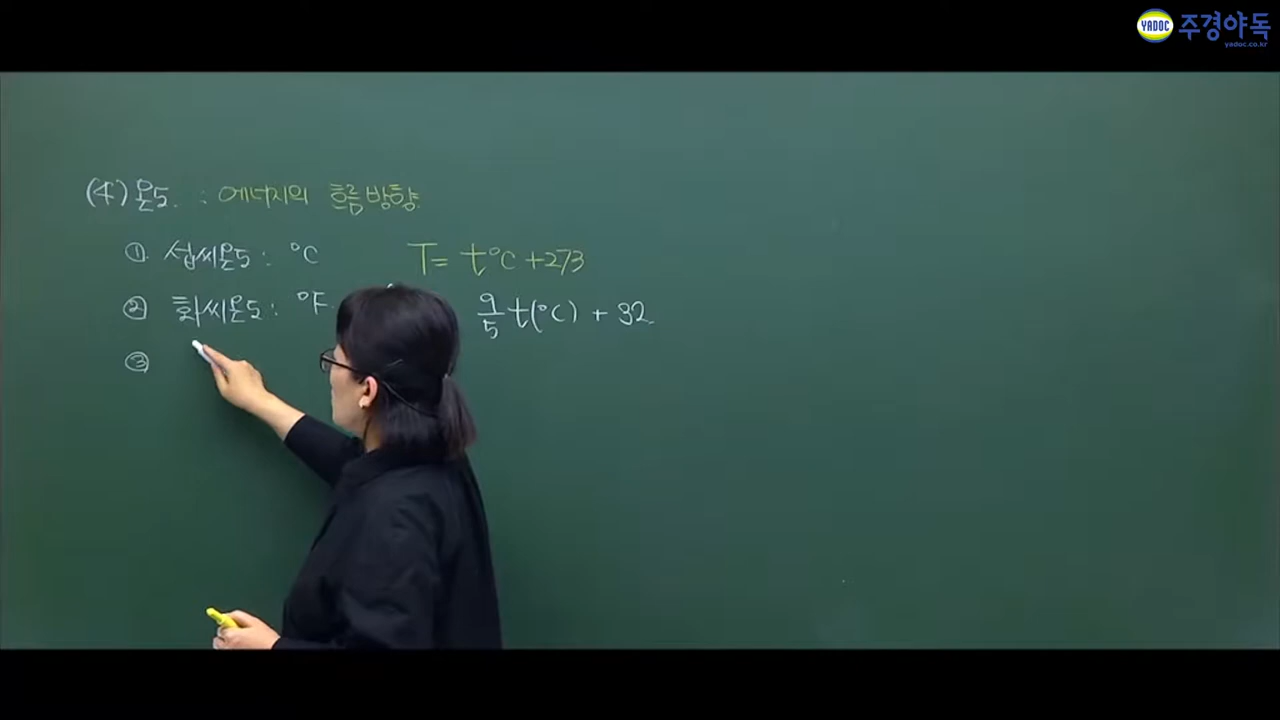 YADOC 주경야독
yadoc.co.kr
(4) 온도. : 에너지의 흐름방향
① 섭씨온도 : °C T = t°C + 273
② 화씨온도 : °F. 9/5 t(°C) + 32.
③